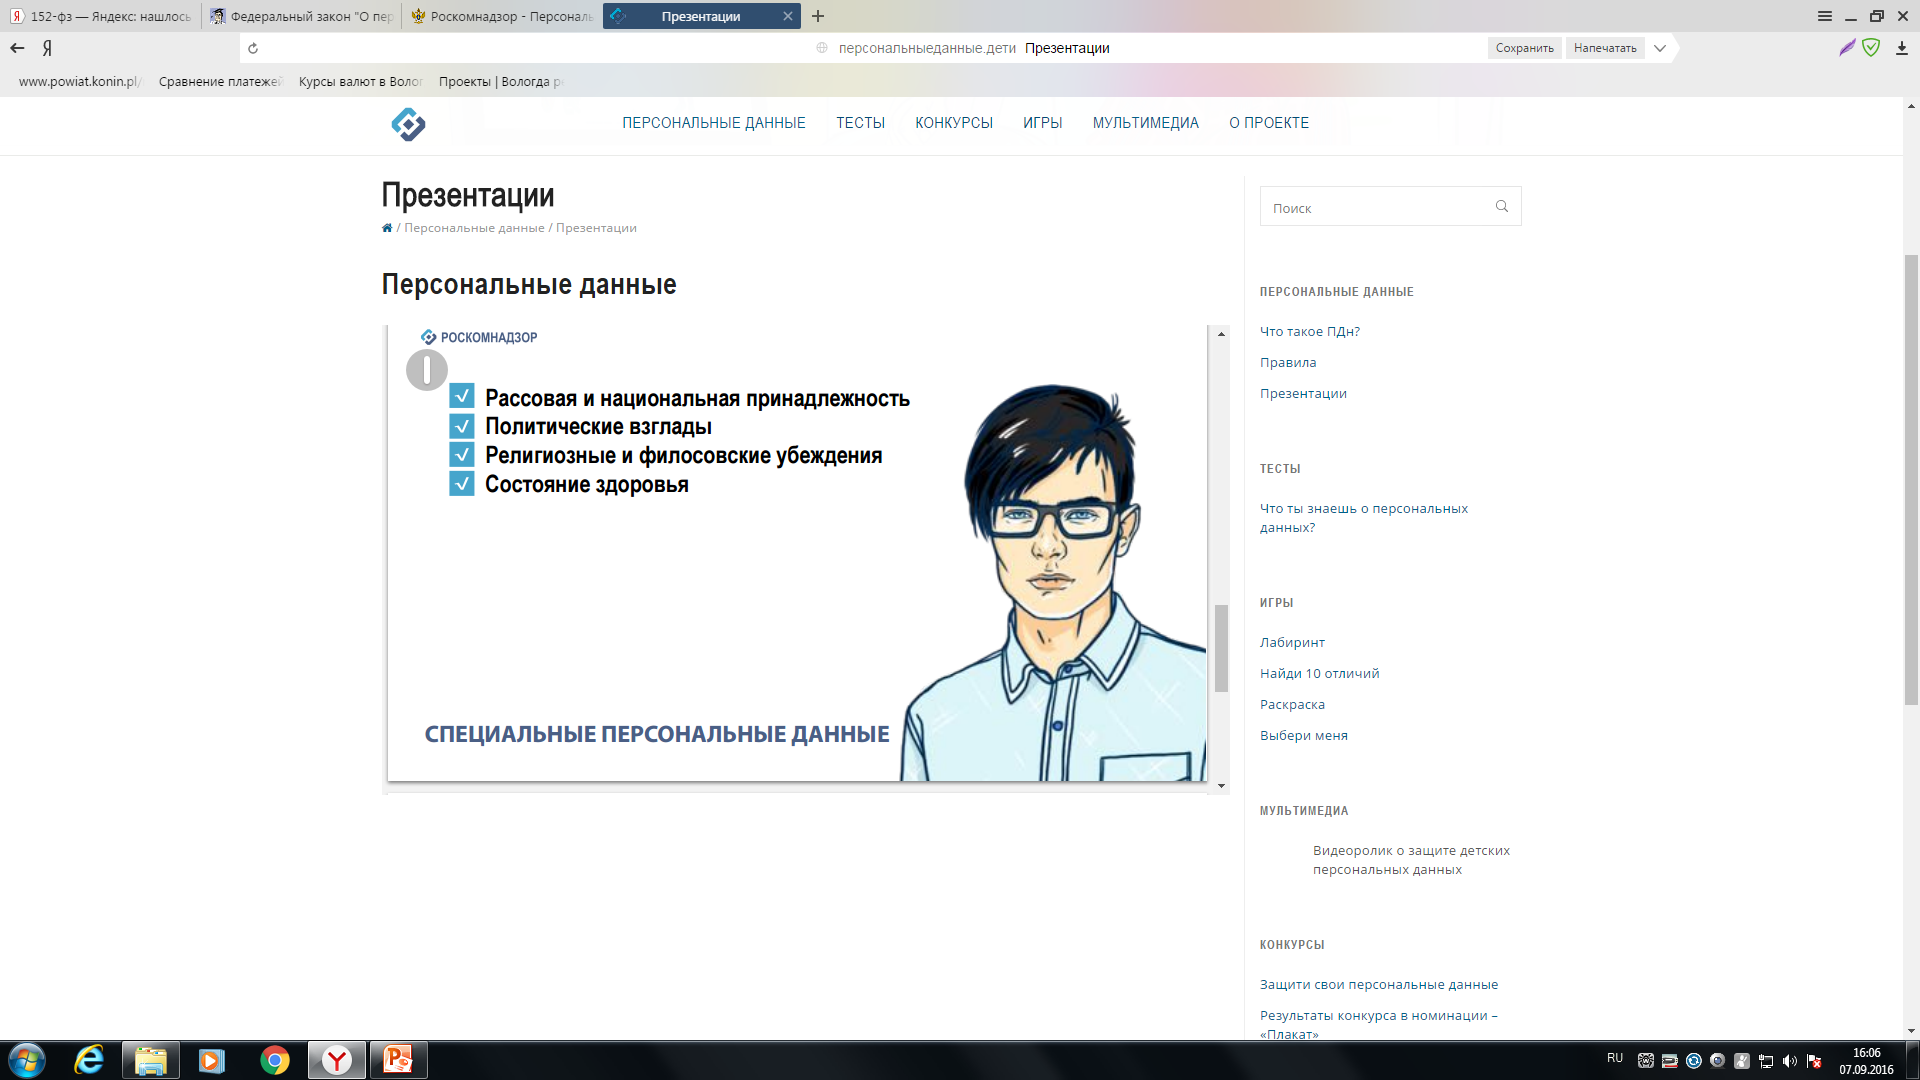 152-фз — Яндекс: нашлось
Федеральный закон "О пер
Роскомнадзор - Персональ
Презентации
Я
персональныеданные.дети Презентации
Сохранить
Напечатать
www.powiat.konin.pl/
Сравнение платежей
Курсы валют в Волог
Проекты | Вологда р
ПЕРСОНАЛЬНЫЕ ДАННЫЕ
ТЕСТЫ
КОНКУРСЫ
ИГРЫ
МУЛЬТИМЕДИА
О ПРОЕКТЕ
Презентации
/ Персональные данные / Презентации
Персональные данные
РОСКОМНАДЗОР
Рассовая и национальная принадлежность
Политические взгляды
Религиозные и филосовские убеждения
Состояние здоровья
СПЕЦИАЛЬНЫЕ ПЕРСОНАЛЬНЫЕ ДАННЫЕ
Поиск
ПЕРСОНАЛЬНЫЕ ДАННЫЕ
Что такое ПДн?
Правила
Презентации
ТЕСТЫ
Что ты знаешь о персональных
данных?
ИГРЫ
Лабиринт
Найди 10 отличий
Раскраска
Выбери меня
МУЛЬТИМЕДИА
Видеоролик о защите детских
персональных данных
КОНКУРСЫ
Защити свои персональные данные
Результаты конкурса в номинации –
«Плакат»
RU
16:06
07.09.2016